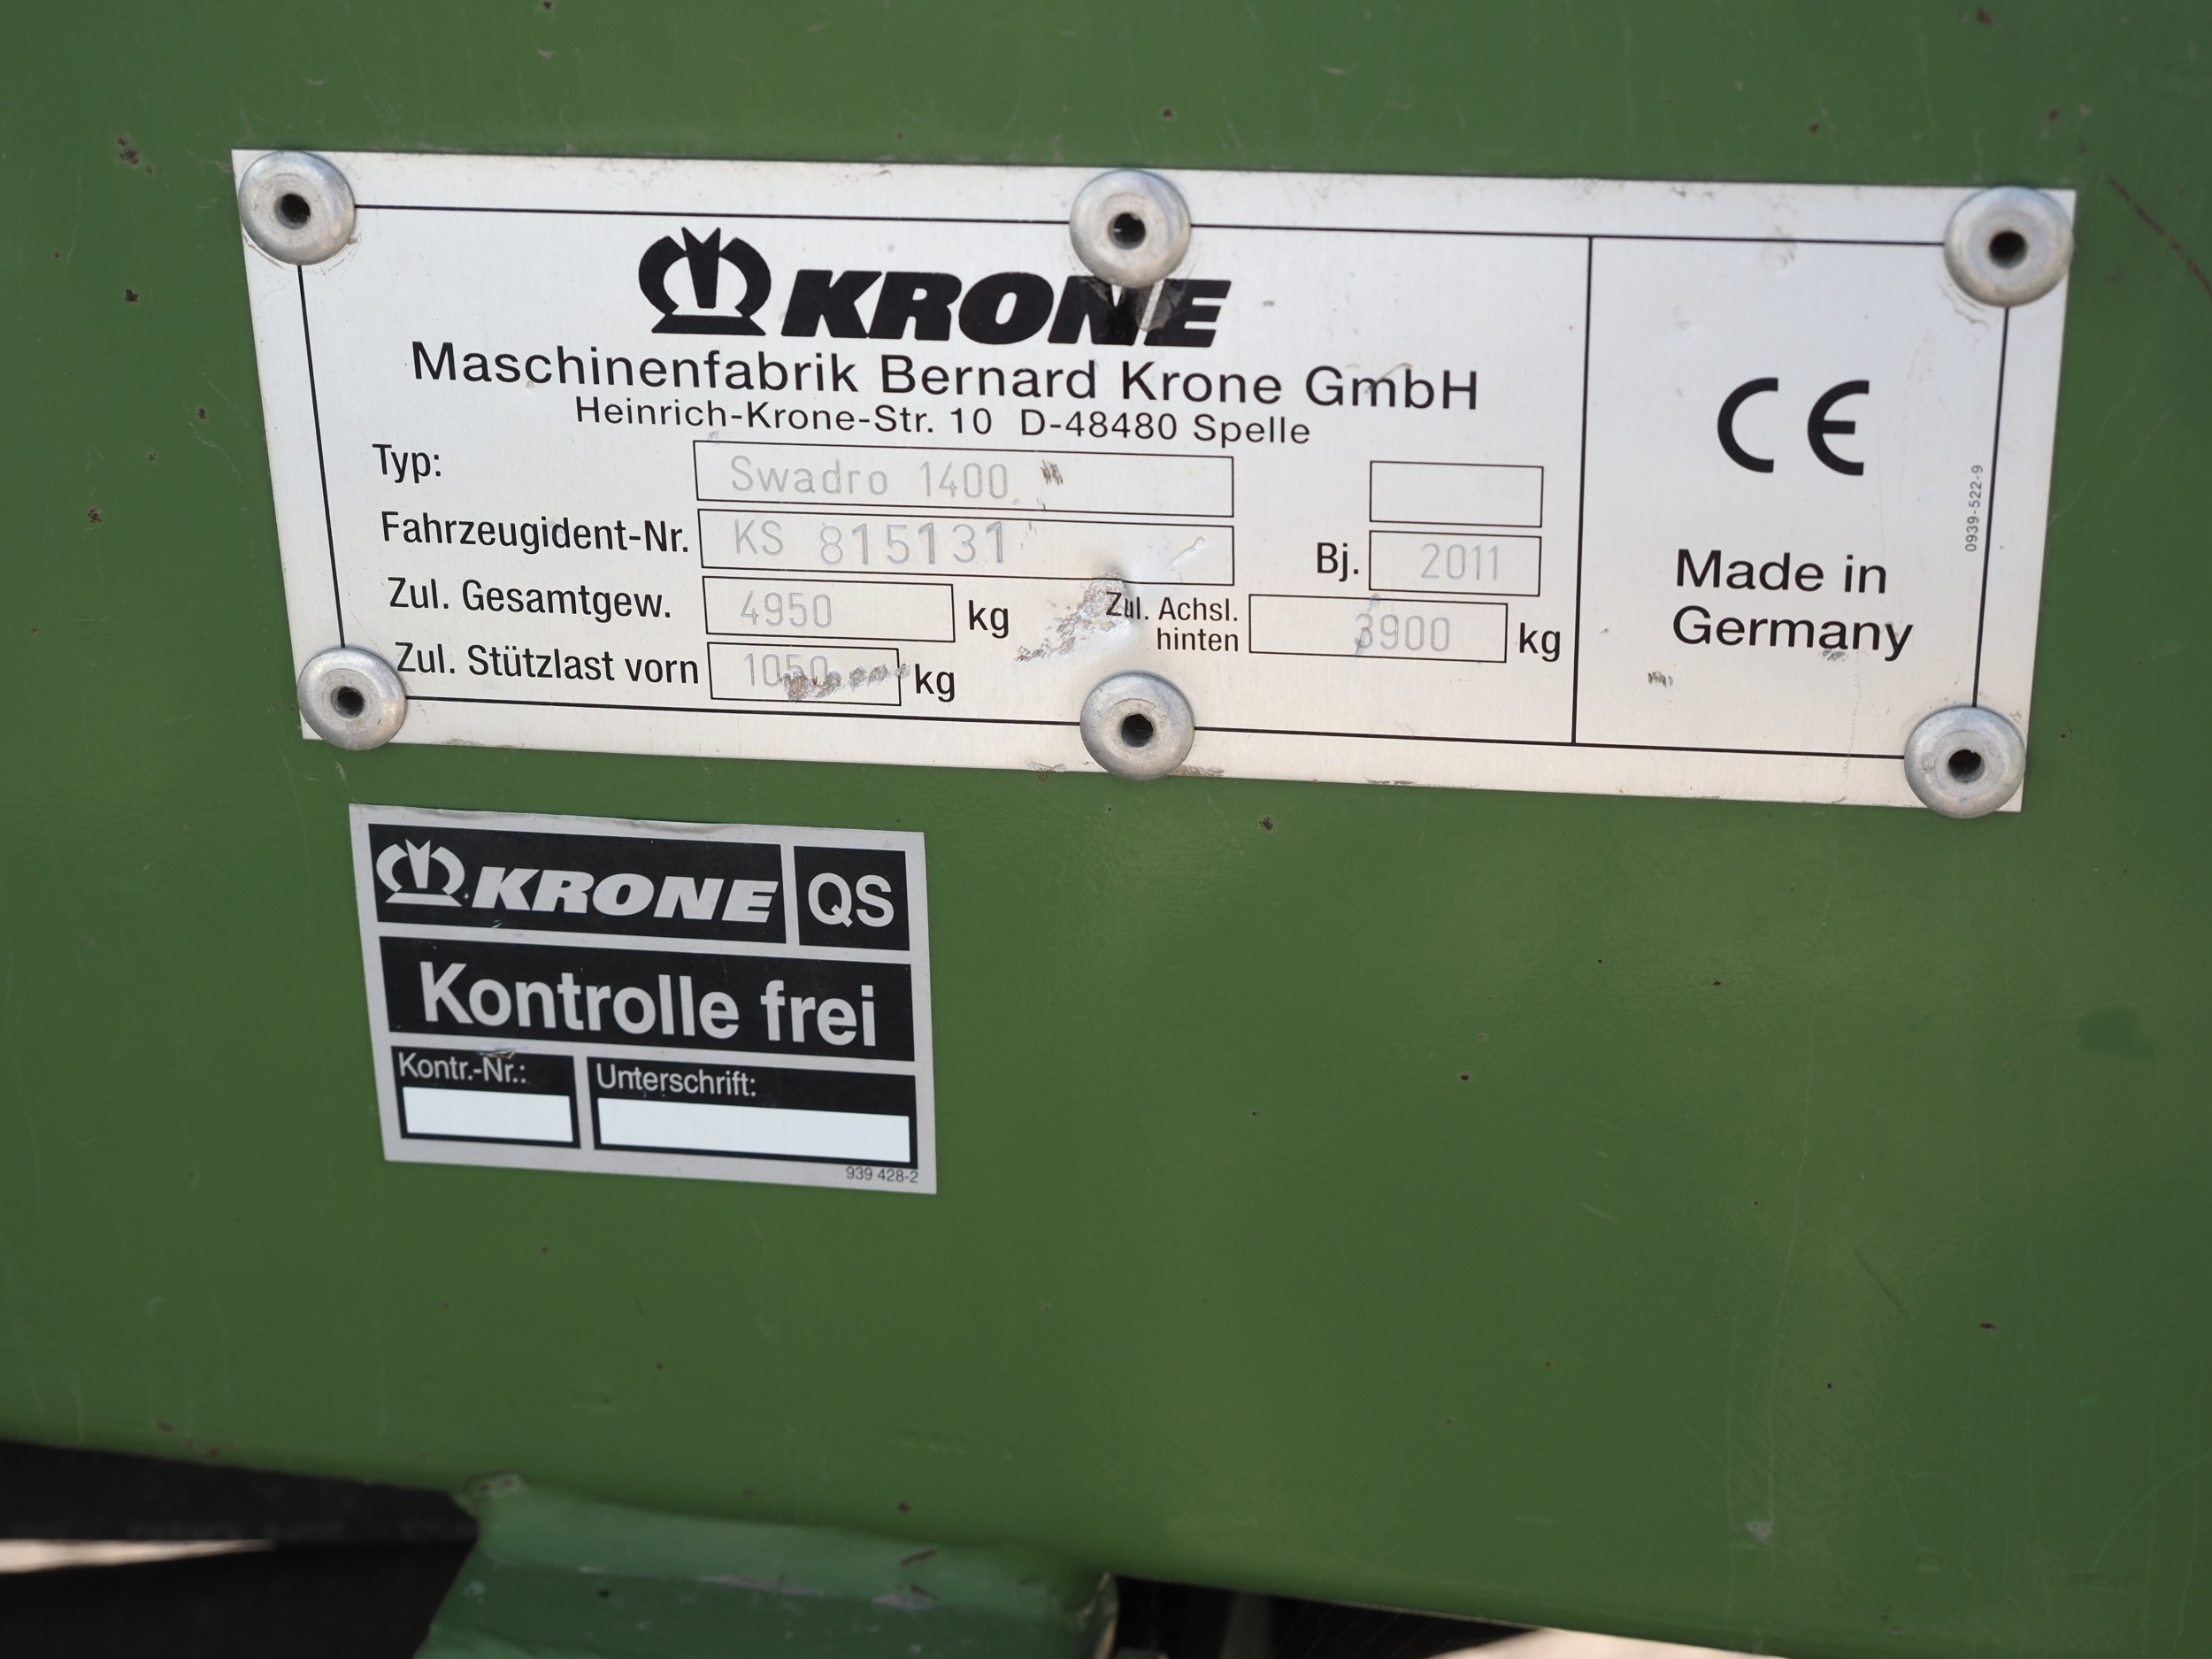 KRONE
Maschinenfabrik Bernard Krone GmbH
Heinrich-Krone-Str. 10 D-48480 Spelle
Typ: Swadro 1400
Fahrzeugident-Nr. KS 815131 Bj. 2011
Zul. Gesamtgew. 4950 kg Zul. Achsl. hinten 3900 kg
Zul. Stützlast vorn 1050 kg
CE
Made in
Germany
0939-522-9
KRONE QS
Kontrolle frei
Kontr.-Nr.: Unterschrift:
939 428-2